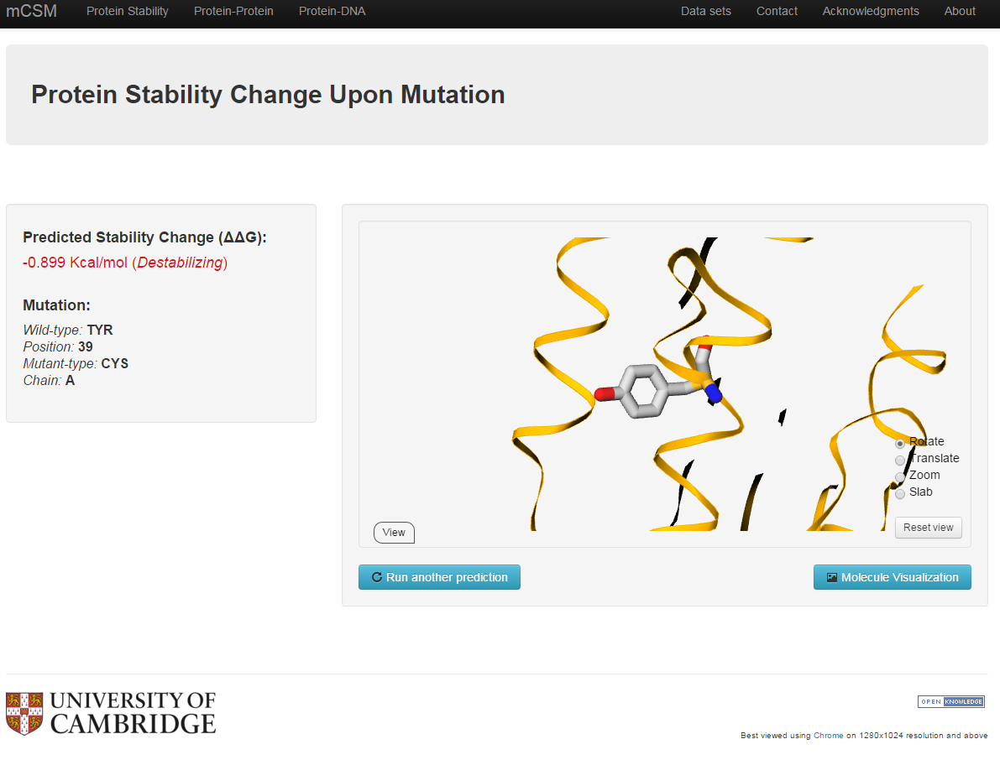 mCSM Protein Stability Protein-Protein Protein-DNA Data sets Contact Acknowledgments About
Protein Stability Change Upon Mutation
Predicted Stability Change (ΔΔG):
-0.899 Kcal/mol (Destabilizing)
Mutation:
Wild-type: TYR
Position: 39
Mutant-type: CYS
Chain: A
Rotate
Translate
Zoom
Slab
View
Reset view
Run another prediction
Molecule Visualization
UNIVERSITY OF
CAMBRIDGE
OPEN KNOWLEDGE
Best viewed using Chrome on 1280x1024 resolution and above